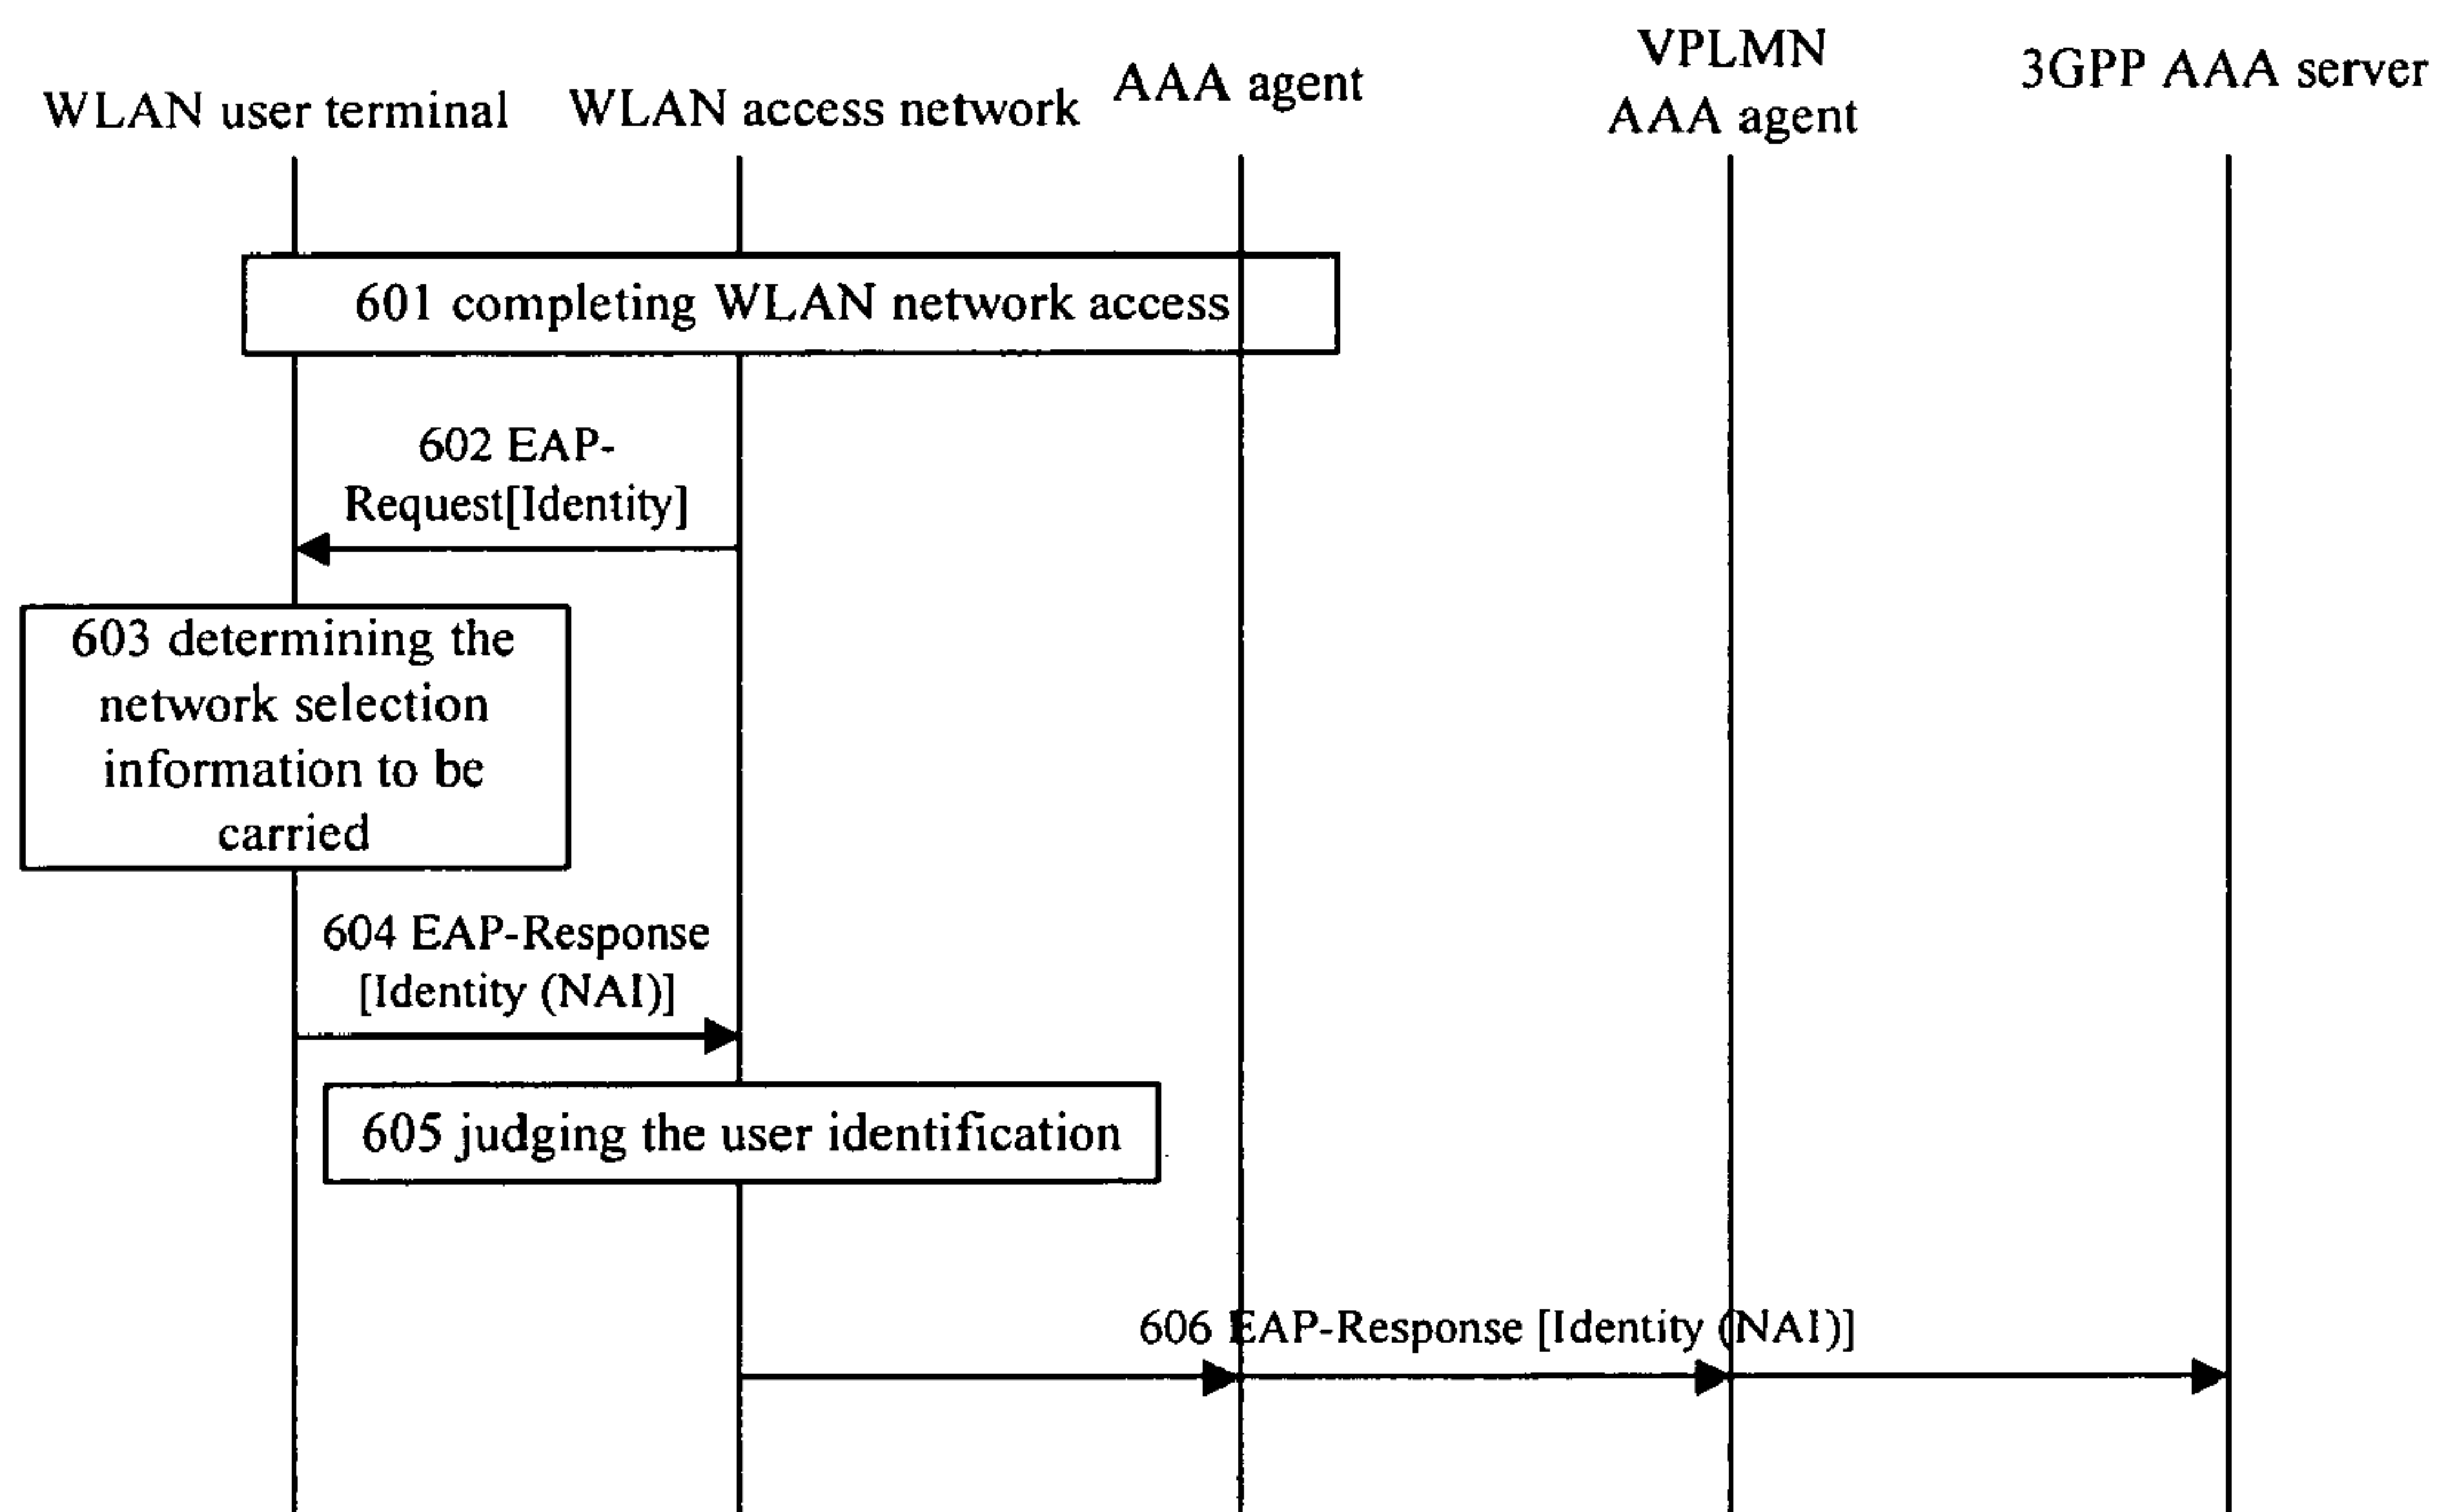 WLAN user terminal
WLAN access network
AAA agent
VPLMN
AAA agent
3GPP AAA server
601 completing WLAN network access
602 EAP-
Request[Identity]
603 determining the
network selection
information to be
carried
604 EAP-Response
[Identity (NAI)]
605 judging the user identification
606 EAP-Response [Identity (NAI)]